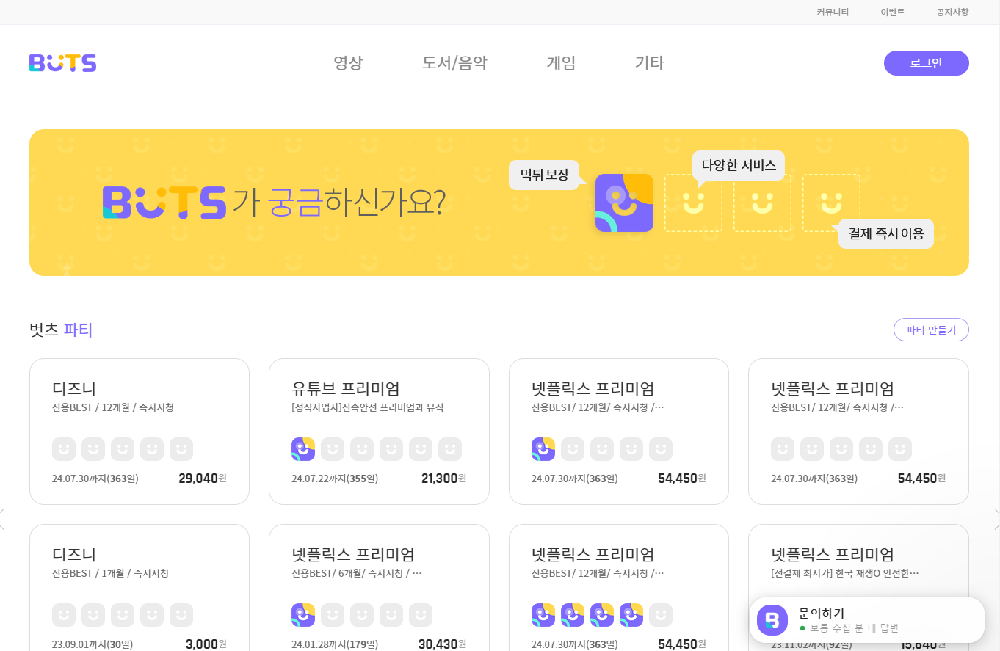 커뮤니티
이벤트
공지사항
BUTS
영상
도서/음악
게임
기타
로그인
BUTS가 궁금하신가요?
먹튀 보장
다양한 서비스
결제 즉시 이용
벗츠 파티
파티 만들기
디즈니
신용BEST / 12개월 / 즉시시청
24.07.30까지(363일)
29,040원
유튜브 프리미엄
[정식사업자]신속안전 프리미엄과 뮤직
24.07.22까지(355일)
21,300원
넷플릭스 프리미엄
신용BEST/ 12개월/ 즉시시청 /…
24.07.30까지(363일)
54,450원
넷플릭스 프리미엄
신용BEST/ 12개월/ 즉시시청 /…
24.07.30까지(363일)
54,450원
디즈니
신용BEST / 1개월 / 즉시시청
23.09.01까지(30일)
3,000원
넷플릭스 프리미엄
신용BEST/ 6개월/ 즉시시청 / …
24.01.28까지(179일)
30,430원
넷플릭스 프리미엄
신용BEST/ 12개월/ 즉시시청 /…
24.07.30까지(363일)
54,450원
넷플릭스 프리미엄
[선결제 최저가] 한국 재생O 안전한…
23.11.02까지(92일)
15,640원
B
문의하기
보통 수십 분 내 답변